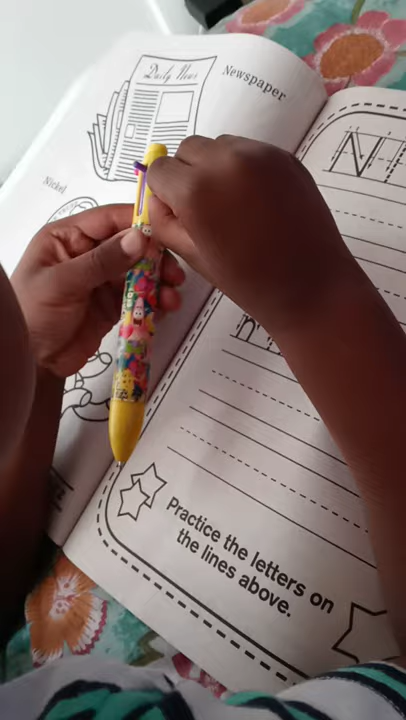 Daily News
Newspaper
Nickel
N
n
Practice the letters on
the lines above.